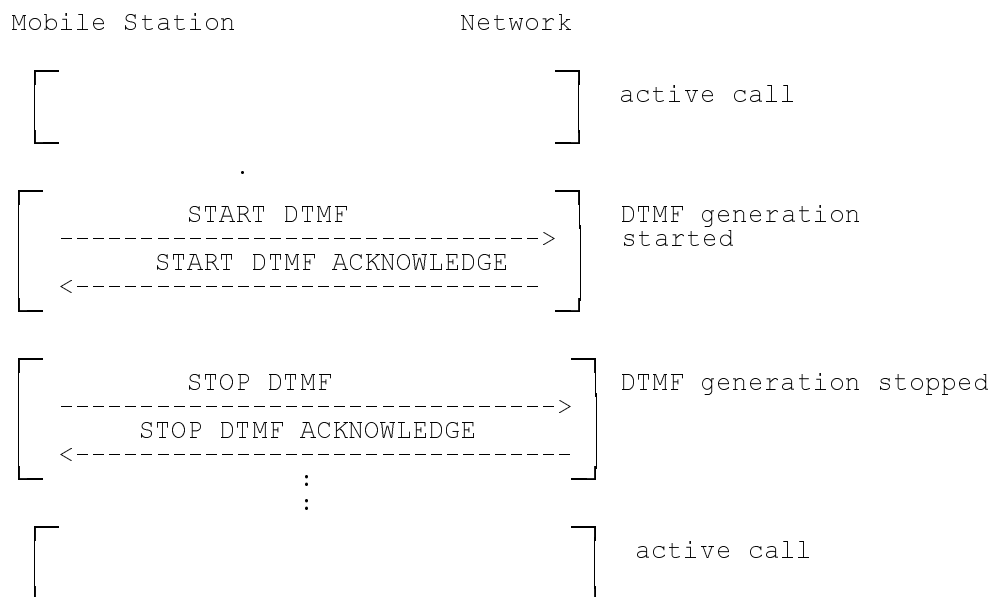 Mobile Station Network
active call
.
START DTMF DTMF generation
------------------------------> started
START DTMF ACKNOWLEDGE
<-----------------------------
STOP DTMF DTMF generation stopped
------------------------------->
STOP DTMF ACKNOWLEDGE
<-------------------------------
:
:
active call